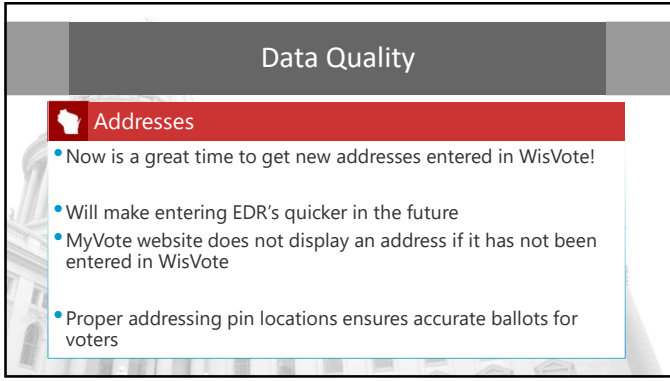 Data Quality
Addresses
• Now is a great time to get new addresses entered in WisVote!
• Will make entering EDR's quicker in the future
• MyVote website does not display an address if it has not been
entered in WisVote
• Proper addressing pin locations ensures accurate ballots for
voters